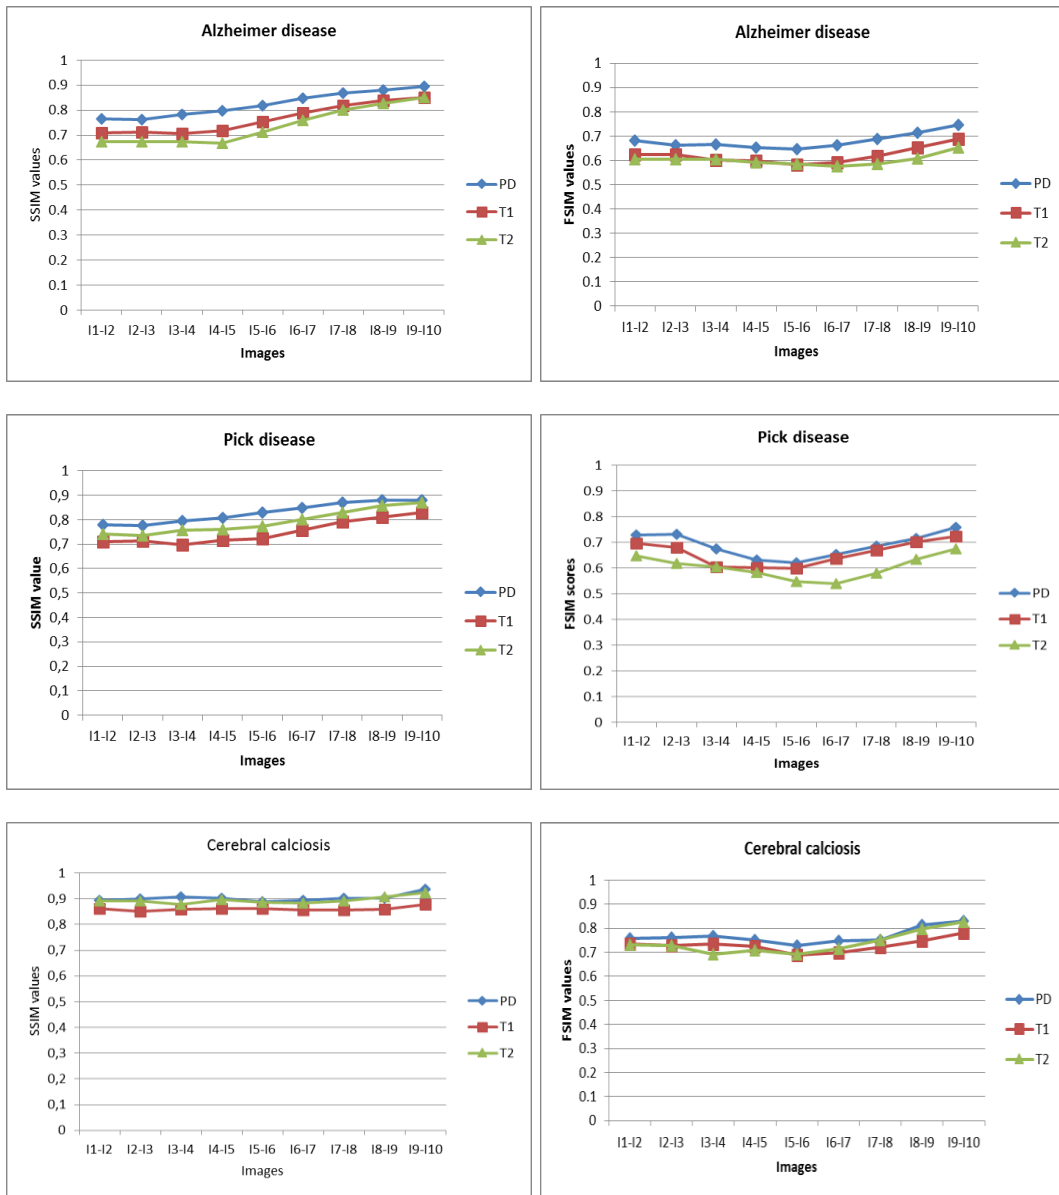 Alzheimer disease
1
0.9
0.8
0.7
0.6
0.5
0.4
0.3
0.2
0.1
0
SSIM values
I1-I2 I2-I3 I3-I4 I4-I5 I5-I6 I6-I7 I7-I8 I8-I9 I9-I10
Images
PD
T1
T2
Alzheimer disease
1
0.9
0.8
0.7
0.6
0.5
0.4
0.3
0.2
0.1
0
FSIM values
I1-I2 I2-I3 I3-I4 I4-I5 I5-I6 I6-I7 I7-I8 I8-I9 I9-I10
Images
PD
T1
T2
Pick disease
1
0,9
0,8
0,7
0,6
0,5
0,4
0,3
0,2
0,1
0
SSIM value
I1-I2 I2-I3 I3-I4 I4-I5 I5-I6 I6-I7 I7-I8 I8-I9 I9-I10
Images
PD
T1
T2
Pick disease
1
0.9
0.8
0.7
0.6
0.5
0.4
0.3
0.2
0.1
0
FSIM scores
I1-I2 I2-I3 I3-I4 I4-I5 I5-I6 I6-I7 I7-I8 I8-I9 I9-I10
Images
PD
T1
T2
Cerebral calciosis
1
0,9
0,8
0,7
0,6
0,5
0,4
0,3
0,2
0,1
0
SSIM values
I1-I2 I2-I3 I3-I4 I4-I5 I5-I6 I6-I7 I7-I8 I8-I9 I9-I10
Images
PD
T1
T2
Cerebral calciosis
1
0.9
0.8
0.7
0.6
0.5
0.4
0.3
0.2
0.1
0
FSIM values
I1-I2 I2-I3 I3-I4 I4-I5 I5-I6 I6-I7 I7-I8 I8-I9 I9-I10
Images
PD
T1
T2